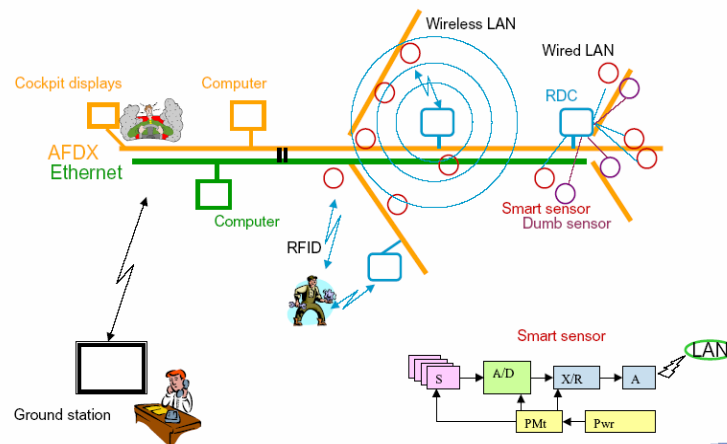 Wireless LAN
Wired LAN
Cockpit displays
Computer
RDC
AFDX
Ethernet
Computer
Smart sensor
Dumb sensor
RFID
Ground station
Smart sensor
LAN
S
A/D
X/R
A
PMt
Pwr